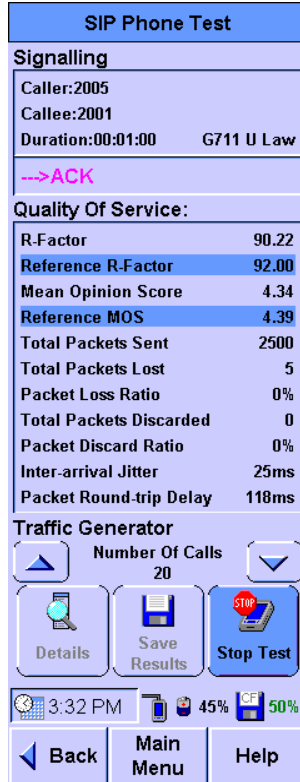 SIP Phone Test
Signalling
Caller:2005
Callee:2001
Duration:00:01:00 G711 U Law
--->ACK
Quality Of Service:
R-Factor 90.22
Reference R-Factor 92.00
Mean Opinion Score 4.34
Reference MOS 4.39
Total Packets Sent 2500
Total Packets Lost 5
Packet Loss Ratio 0%
Total Packets Discarded 0
Packet Discard Ratio 0%
Inter-arrival Jitter 25ms
Packet Round-trip Delay 118ms
Traffic Generator
Number Of Calls
20
STOP
Details
Save
Results
Stop Test
3:32 PM 45% CF 50%
Back
Main
Menu
Help